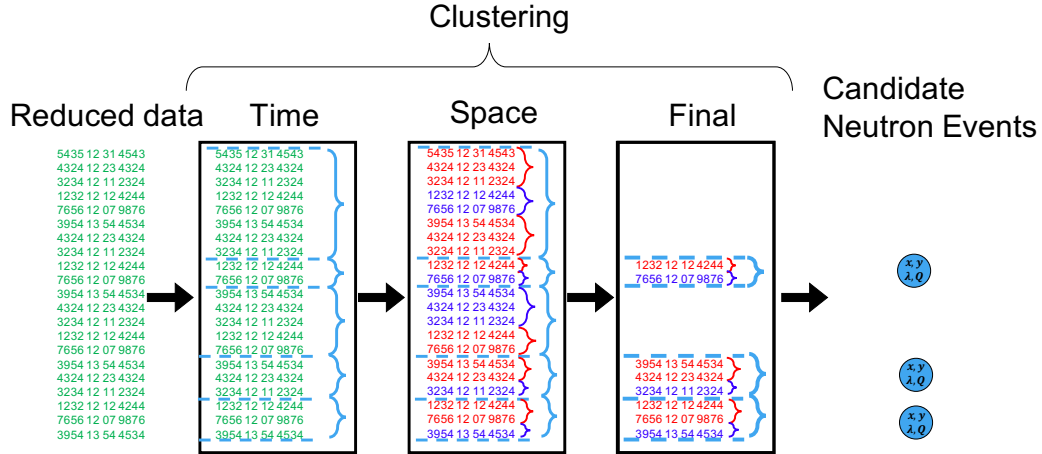 Clustering
Reduced data
Time
Space
Final
Candidate
Neutron Events
5435 12 31 4543
4324 12 23 4324
3234 12 11 2324
1232 12 12 4244
7656 12 07 9876
3954 13 54 4534
4324 12 23 4324
3234 12 11 2324
1232 12 12 4244
7656 12 07 9876
3954 13 54 4534
4324 12 23 4324
3234 12 11 2324
1232 12 12 4244
7656 12 07 9876
3954 13 54 4534
4324 12 23 4324
3234 12 11 2324
1232 12 12 4244
7656 12 07 9876
3954 13 54 4534
5435 12 31 4543
4324 12 23 4324
3234 12 11 2324
1232 12 12 4244
7656 12 07 9876
3954 13 54 4534
4324 12 23 4324
3234 12 11 2324
1232 12 12 4244
7656 12 07 9876
3954 13 54 4534
4324 12 23 4324
3234 12 11 2324
1232 12 12 4244
7656 12 07 9876
3954 13 54 4534
4324 12 23 4324
3234 12 11 2324
1232 12 12 4244
7656 12 07 9876
3954 13 54 4534
5435 12 31 4543
4324 12 23 4324
3234 12 11 2324
1232 12 12 4244
7656 12 07 9876
3954 13 54 4534
4324 12 23 4324
3234 12 11 2324
1232 12 12 4244
7656 12 07 9876
3954 13 54 4534
4324 12 23 4324
3234 12 11 2324
1232 12 12 4244
7656 12 07 9876
3954 13 54 4534
4324 12 23 4324
3234 12 11 2324
1232 12 12 4244
7656 12 07 9876
3954 13 54 4534
1232 12 12 4244
7656 12 07 9876
3954 13 54 4534
4324 12 23 4324
3234 12 11 2324
1232 12 12 4244
7656 12 07 9876
3954 13 54 4534
x, y
λ, Q
x, y
λ, Q
x, y
λ, Q